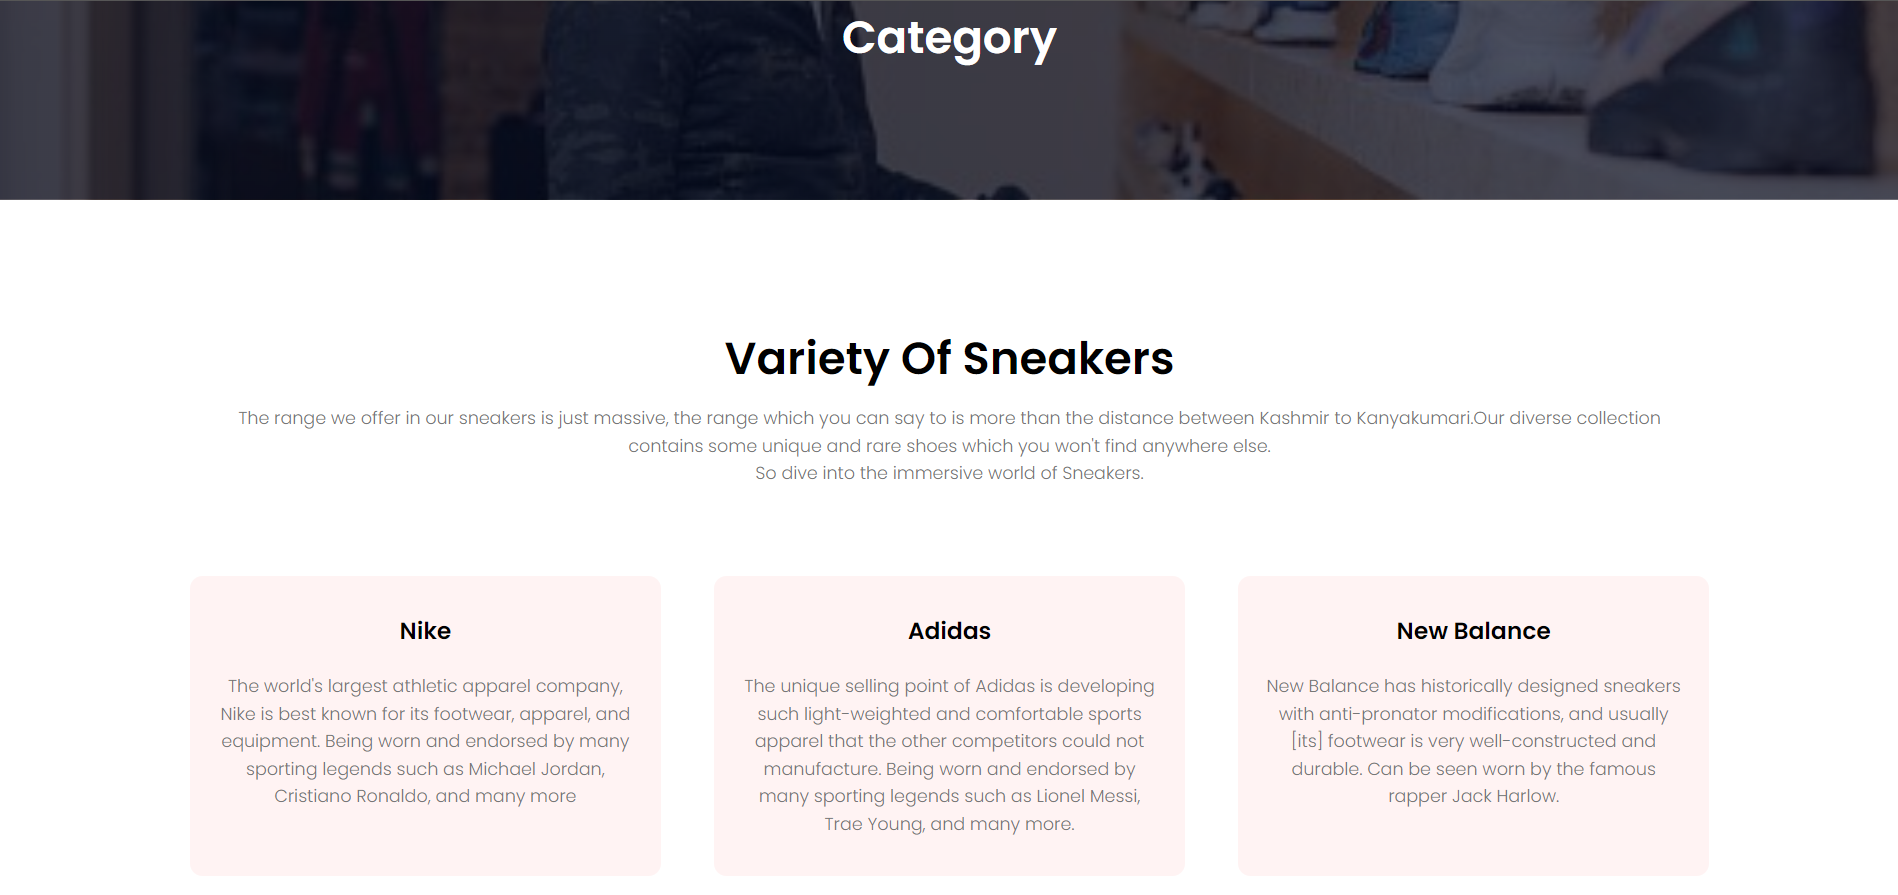 Category
Variety Of Sneakers
The range we offer in our sneakers is just massive, the range which you can say to is more than the distance between Kashmir to Kanyakumari.Our diverse collection
contains some unique and rare shoes which you won't find anywhere else.
So dive into the immersive world of Sneakers.
Nike
The world's largest athletic apparel company,
Nike is best known for its footwear, apparel, and
equipment. Being worn and endorsed by many
sporting legends such as Michael Jordan,
Cristiano Ronaldo, and many more
Adidas
The unique selling point of Adidas is developing
such light-weighted and comfortable sports
apparel that the other competitors could not
manufacture. Being worn and endorsed by
many sporting legends such as Lionel Messi,
Trae Young, and many more.
New Balance
New Balance has historically designed sneakers
with anti-pronator modifications, and usually
[its] footwear is very well-constructed and
durable. Can be seen worn by the famous
rapper Jack Harlow.